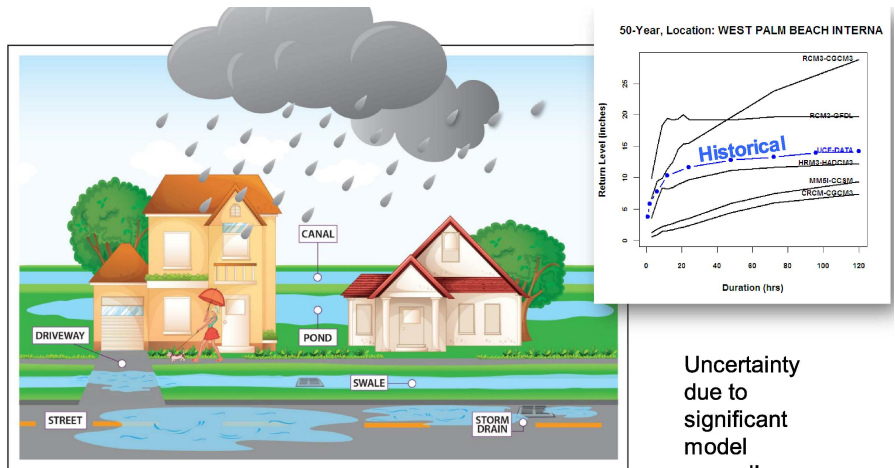 50-Year, Location: WEST PALM BEACH INTERNA
Return Level (inches)
25
20
15
10
5
0
RCM3-CGCM3
RCM3-GFDL
Historical
UCF-DATA
HRM3-HADCM3
MM5I-CCSM
CRCM-CGCM3
0 20 40 60 80 100 120
Duration (hrs)
CANAL
POND
DRIVEWAY
SWALE
STREET
STORM
DRAIN
Uncertainty
due to
significant
model